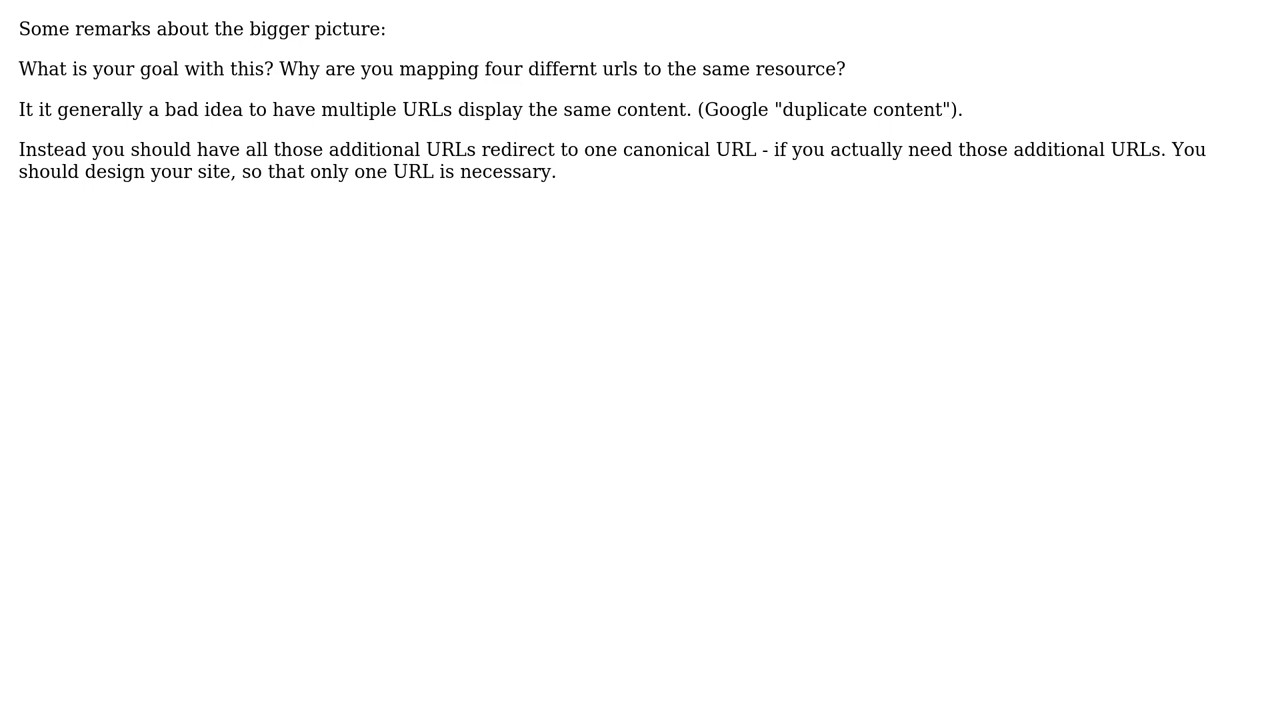 Some remarks about the bigger picture:
What is your goal with this? Why are you mapping four differnt urls to the same resource?
It it generally a bad idea to have multiple URLs display the same content. (Google "duplicate content").
Instead you should have all those additional URLs redirect to one canonical URL - if you actually need those additional URLs. You
should design your site, so that only one URL is necessary.